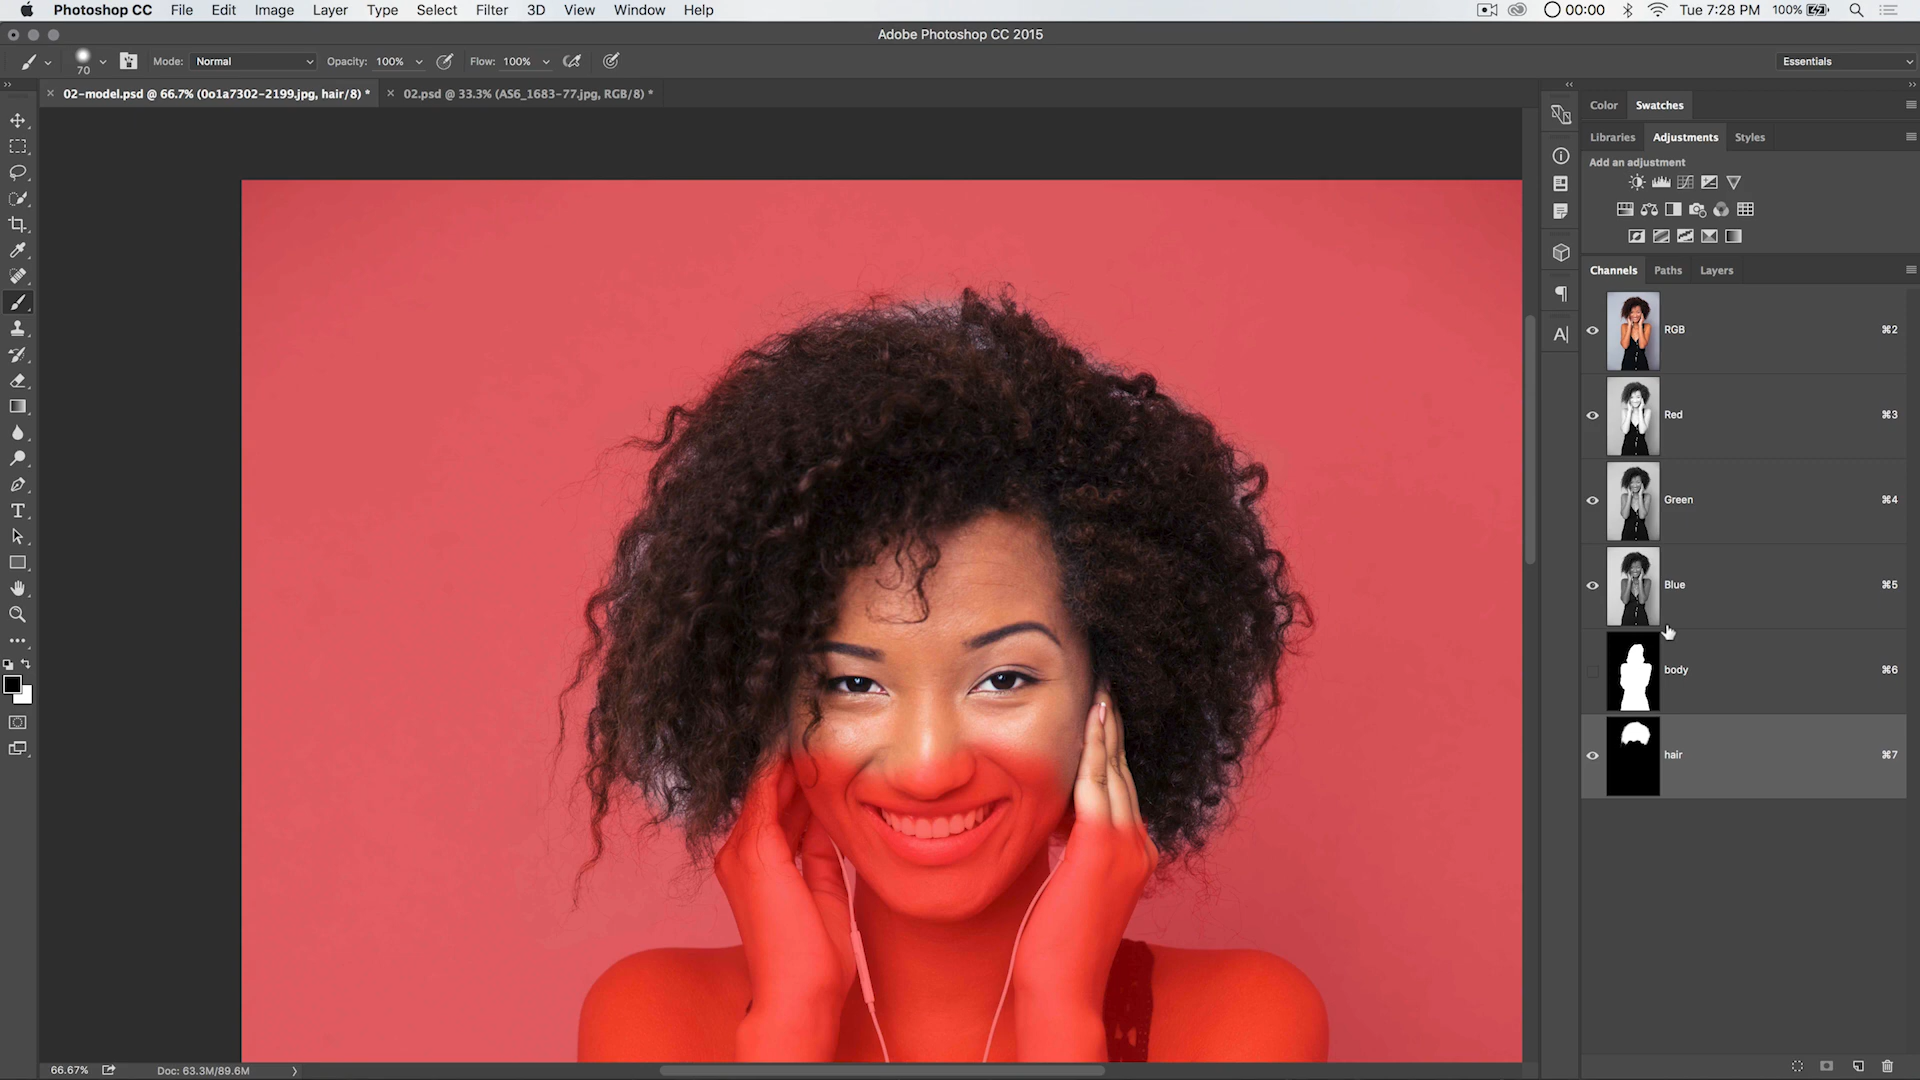 Photoshop CC File Edit Image Layer Type Select Filter 3D View Window Help 00:00 Tue 7:28 PM 100%
Adobe Photoshop CC 2015
70 Mode: Normal Opacity: 100% Flow: 100% Essentials
02-model.psd @ 66.7% (0o1a7302-2199.jpg, hair/8) * 02.psd @ 33.3% (AS6_1683-77.jpg, RGB/8) *
Color Swatches
Libraries Adjustments Styles
Add an adjustment
Channels Paths Layers
RGB ⌘2
Red ⌘3
Green ⌘4
Blue ⌘5
body ⌘6
hair ⌘7
66.67% Doc: 63.3M/89.6M